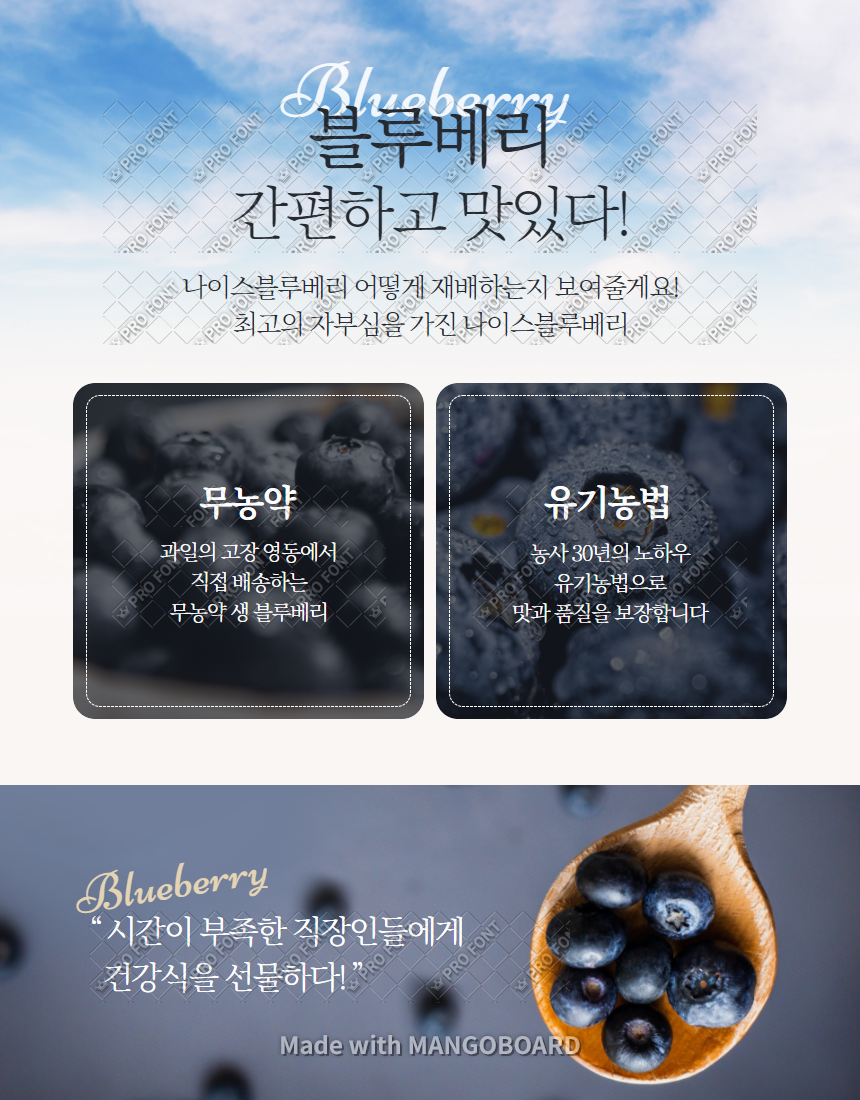 Blueberry
블루베리
간편하고 맛있다!
나이스블루베리 어떻게 재배하는지 보여줄게요!
최고의 자부심을 가진 나이스블루베리
무농약
과일의 고장 영동에서
직접 배송하는
무농약 생 블루베리
유기농법
농사 30년의 노하우
유기농법으로
맛과 품질을 보장합니다
Blueberry
“ 시간이 부족한 직장인들에게
건강식을 선물하다! ”
Made with MANGOBOARD
PRO FONT